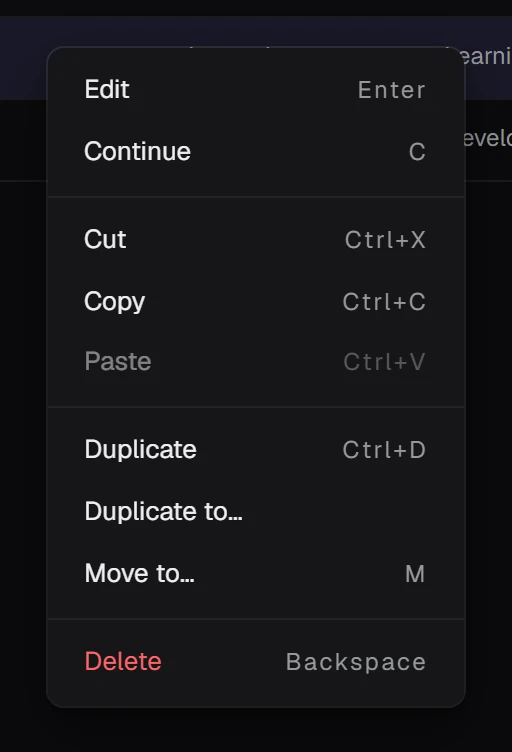 Edit Enter
Continue C
Cut Ctrl+X
Copy Ctrl+C
Paste Ctrl+V
Duplicate Ctrl+D
Duplicate to…
Move to… M
Delete Backspace